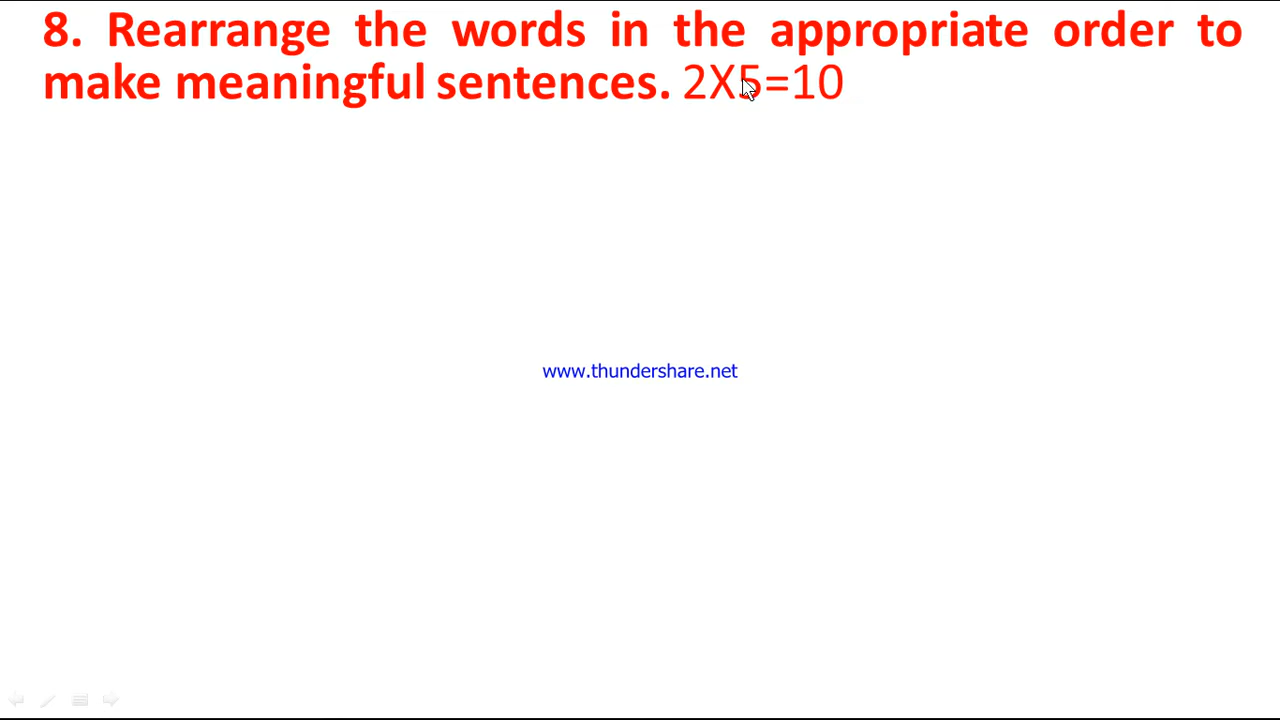 8. Rearrange the words in the appropriate order to
make meaningful sentences. 2X5=10
www.thundershare.net